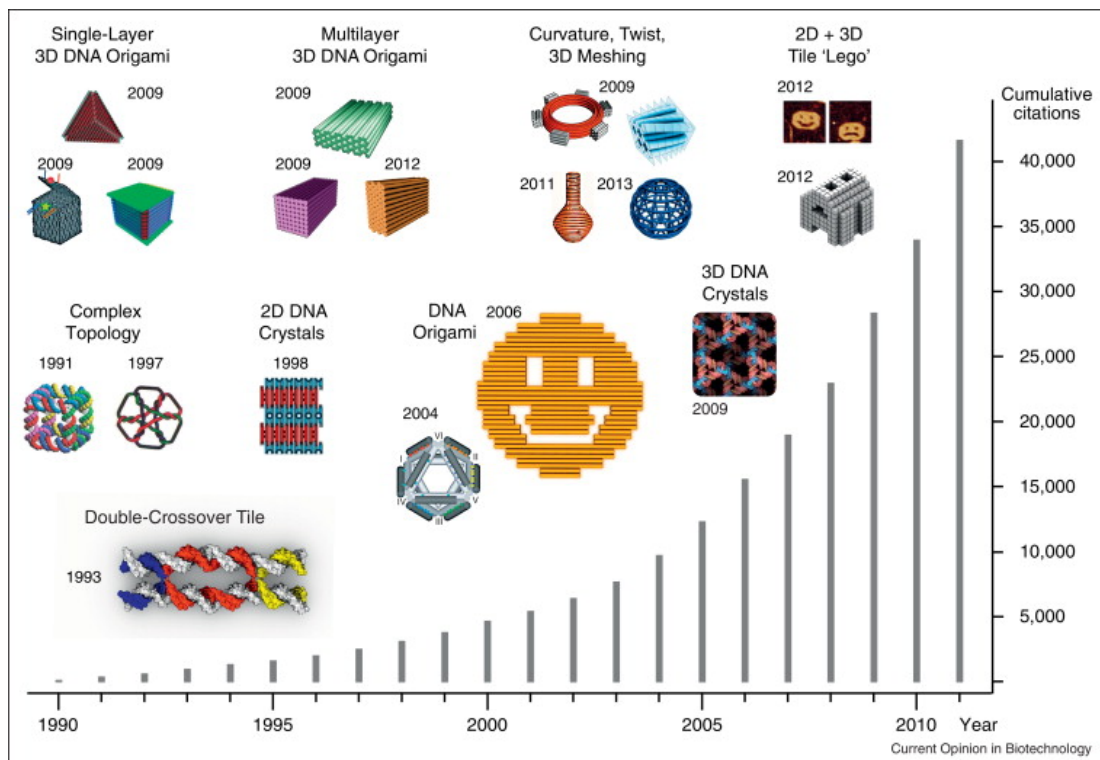 Single-Layer
3D DNA Origami
2009
2009
2009
Multilayer
3D DNA Origami
2009
2009
2012
Curvature, Twist,
3D Meshing
2009
2011
2013
2D + 3D
Tile ‘Lego’
2012
2012
Cumulative
citations
40,000
35,000
30,000
25,000
20,000
15,000
10,000
5,000
Complex
Topology
1991
1997
2D DNA
Crystals
1998
DNA
Origami
2006
2004
VI
I
II
IV
V
III
3D DNA
Crystals
2009
Double-Crossover Tile
1993
1990
1995
2000
2005
2010
Year
Current Opinion in Biotechnology